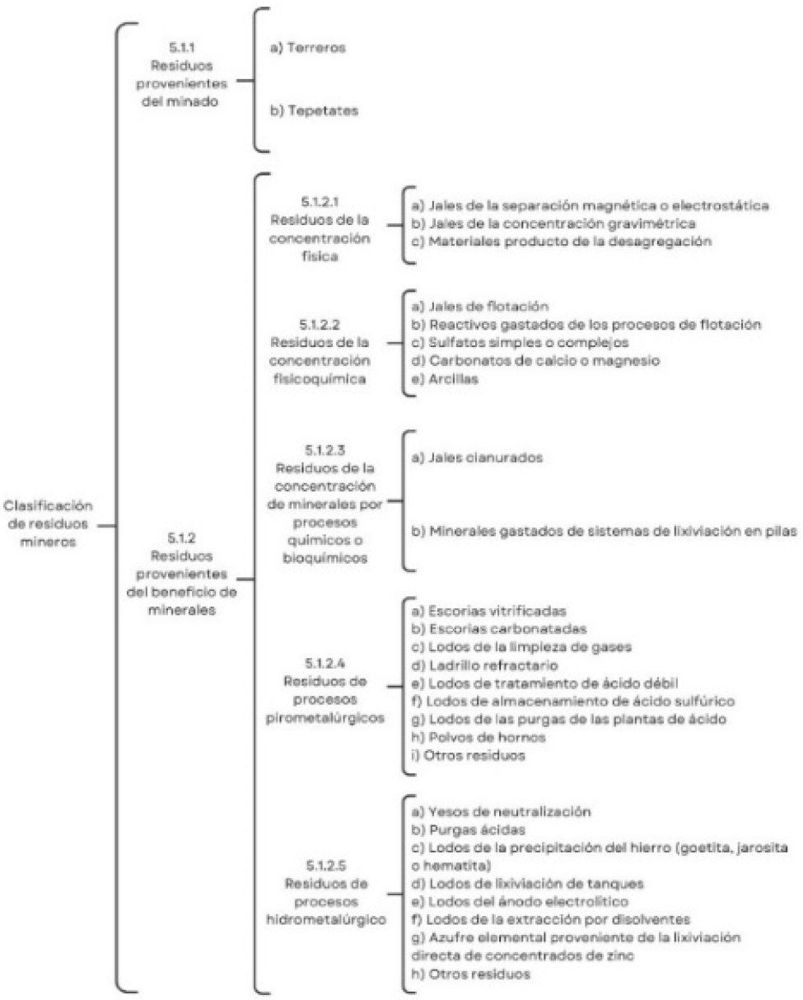 Clasificación
de residuos
mineros
5.1.1
Residuos
provenientes
del minado
a) Terreros
b) Tepetates
5.1.2
Residuos
provenientes
del beneficio de
minerales
5.1.2.1
Residuos de la
concentración
física
a) Jales de la separación magnética o electrostática
b) Jales de la concentración gravimétrica
c) Materiales producto de la desagregación
5.1.2.2
Residuos de la
concentración
fisicoquímica
a) Jales de flotación
b) Reactivos gastados de los procesos de flotación
c) Sulfatos simples o complejos
d) Carbonatos de calcio o magnesio
e) Arcillas
5.1.2.3
Residuos de la
concentración
de minerales por
procesos
químicos o
bioquímicos
a) Jales cianurados
b) Minerales gastados de sistemas de lixiviación en pilas
5.1.2.4
Residuos de
procesos
pirometalúrgicos
a) Escorias vitrificadas
b) Escorias carbonatadas
c) Lodos de la limpieza de gases
d) Ladrillo refractario
e) Lodos de tratamiento de ácido débil
f) Lodos de almacenamiento de ácido sulfúrico
g) Lodos de las purgas de las plantas de ácido
h) Polvos de hornos
i) Otros residuos
5.1.2.5
Residuos de
procesos
hidrometalúrgico
a) Yesos de neutralización
b) Purgas ácidas
c) Lodos de la precipitación del hierro (goetita, jarosita
o hematita)
d) Lodos de lixiviación de tanques
e) Lodos del ánodo electrolítico
f) Lodos de la extracción por disolventes
g) Azufre elemental proveniente de la lixiviación
directa de concentrados de zinc
h) Otros residuos